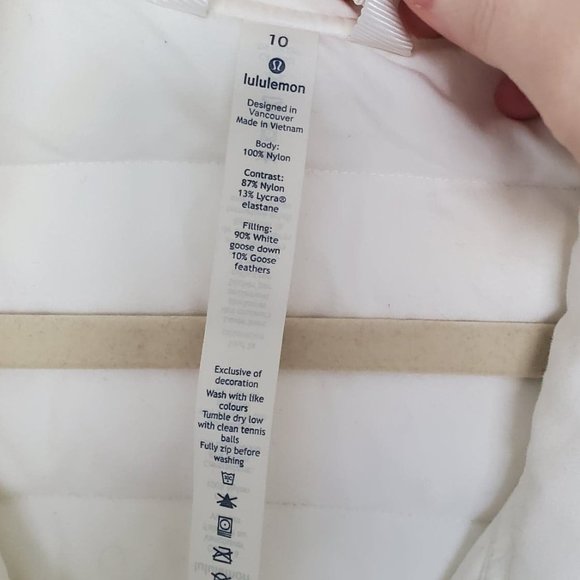 10
lululemon
Designed in
Vancouver
Made in Vietnam
Body:
100% Nylon
Contrast:
87% Nylon
13% Lycra®
elastane
Filling:
90% White
goose down
10% Goose
feathers
Exclusive of
decoration
Wash with like
colours
Tumble dry low
with clean tennis
balls
Fully zip before
washing